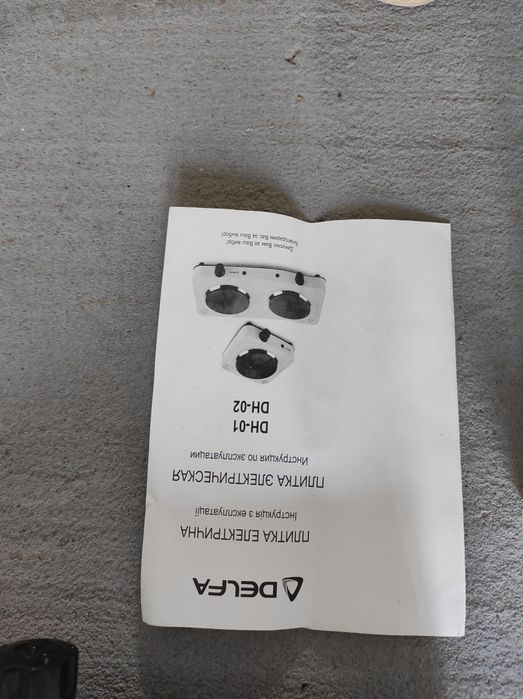 DELFA
ПЛИТКА ЕЛЕКТРИЧНА
Інструкція з експлуатації
ПЛИТКА ЭЛЕКТРИЧЕСКАЯ
Инструкция по эксплуатации
DH-01
DH-02
Дякуємо Вам за Ваш вибір!
Благодарим Вас за Ваш выбор!